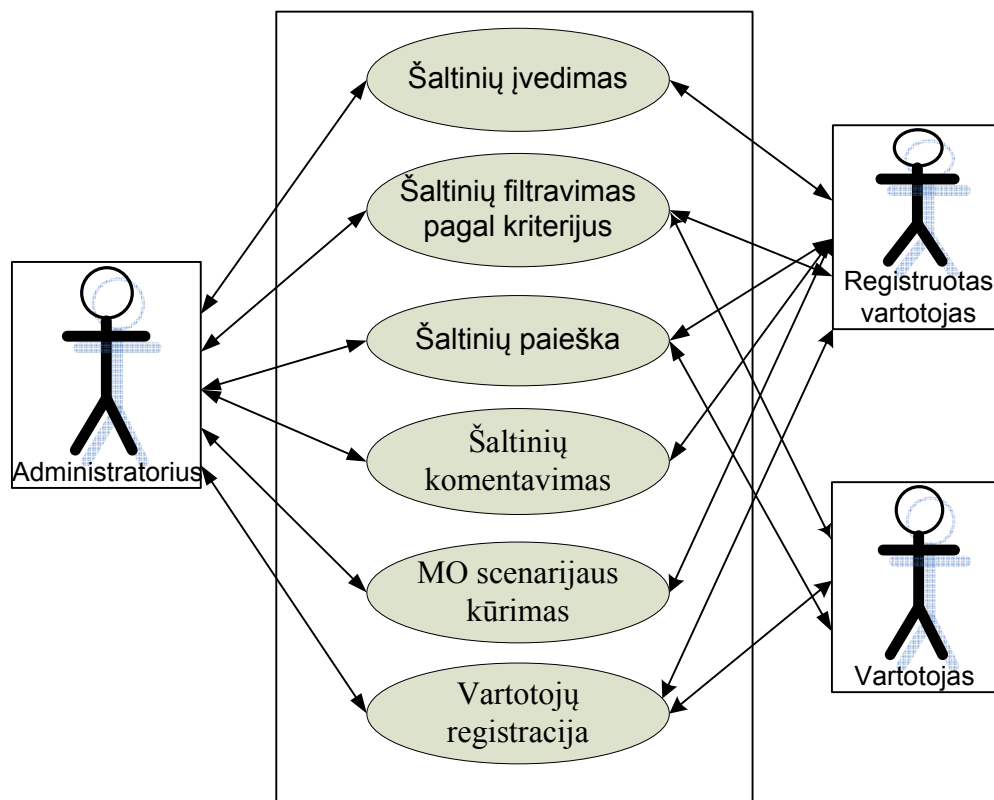 Šaltinių įvedimas
Šaltinių filtravimas
pagal kriterijus
Šaltinių paieška
Šaltinių
komentavimas
MO scenarijaus
kūrimas
Vartotojų
registracija
Administratorius
Registruotas
vartotojas
Vartotojas